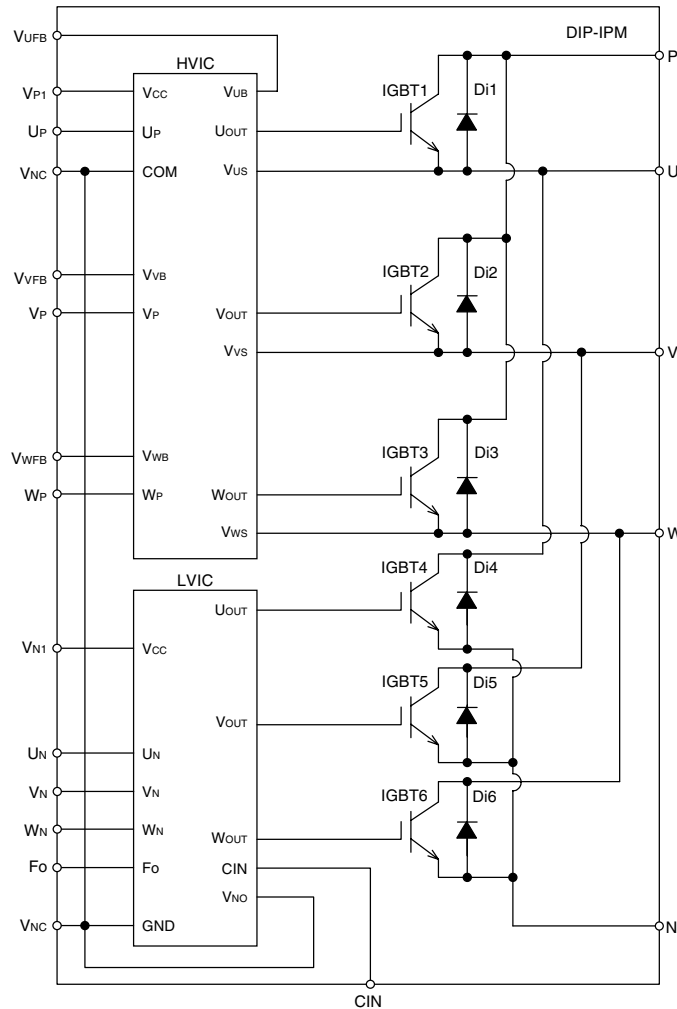 DIP-IPM
VUFB
HVIC
P
VP1
VCC
VUB
IGBT1
Di1
UP
UP
UOUT
VNC
COM
VUS
U
VVFB
VVB
IGBT2
Di2
VP
VP
VOUT
VVS
V
VWFB
VWB
IGBT3
Di3
WP
WP
WOUT
VWS
W
LVIC
IGBT4
Di4
UOUT
VN1
VCC
IGBT5
Di5
VOUT
UN
UN
VN
VN
IGBT6
Di6
WN
WN
WOUT
Fo
Fo
CIN
VNO
VNC
GND
N
CIN